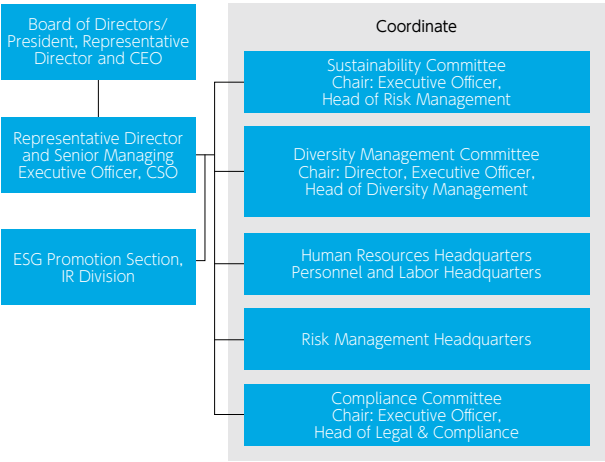 Board of Directors/
President, Representative
Director and CEO
Representative Director
and Senior Managing
Executive Officer, CSO
ESG Promotion Section,
IR Division
Coordinate
Sustainability Committee
Chair: Executive Officer,
Head of Risk Management
Diversity Management Committee
Chair: Director, Executive Officer,
Head of Diversity Management
Human Resources Headquarters
Personnel and Labor Headquarters
Risk Management Headquarters
Compliance Committee
Chair: Executive Officer,
Head of Legal & Compliance